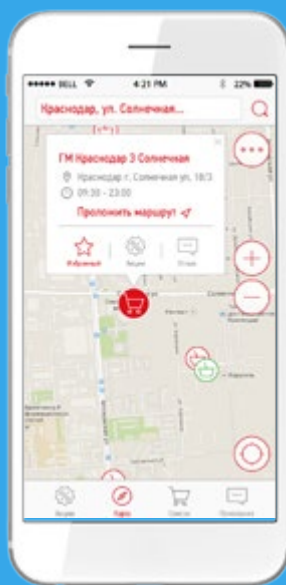 BELL
4:21 PM
22%
Краснодар, ул. Солнечная...
ГМ Краснодар 3 Солнечная
Краснодар г, Солнечная ул, 18/3
09:30 - 23:00
Проложить маршрут
Избранный
Акции
Отзыв
Акции
Карта
Список